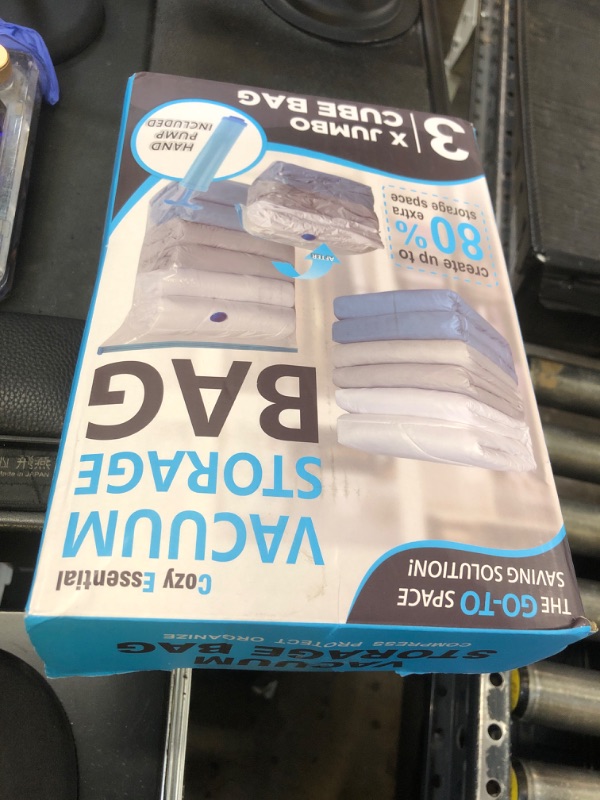 VACUUM
STORAGE BAG
COMPRESS PROTECT ORGANIZE
THE GO-TO SPACE
SAVING SOLUTION!
Cozy Essential
VACUUM
STORAGE
BAG
AFTER
create up to
80%
extra
storage space
HAND
PUMP
INCLUDED
3 X JUMBO
CUBE BAG